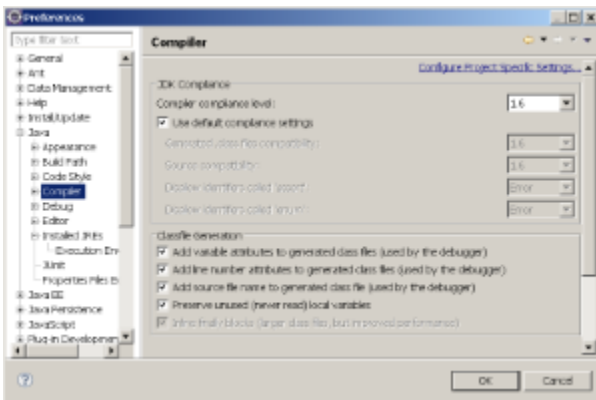 Preferences
type filter text
Compiler
General
Ant
Data Management
Help
Install/Update
Java
Appearance
Build Path
Code Style
Compiler
Debug
Editor
Installed JREs
Execution Env
JUnit
Properties Files E
Java EE
Java Persistence
JavaScript
Plug-in Developmen
Configure Project Specific Settings...
JDK Compliance
Compiler compliance level:
1.6
Use default compliance settings
Generated .class files compatibility:
1.6
Source compatibility:
1.6
Disallow identifiers called 'assert':
Error
Disallow identifiers called 'enum':
Error
Classfile Generation
Add variable attributes to generated class files (used by the debugger)
Add line number attributes to generated class files (used by the debugger)
Add source file name to generated class file (used by the debugger)
Preserve unused (never read) local variables
Inline finally blocks (larger class files, but improved performance)
OK
Cancel